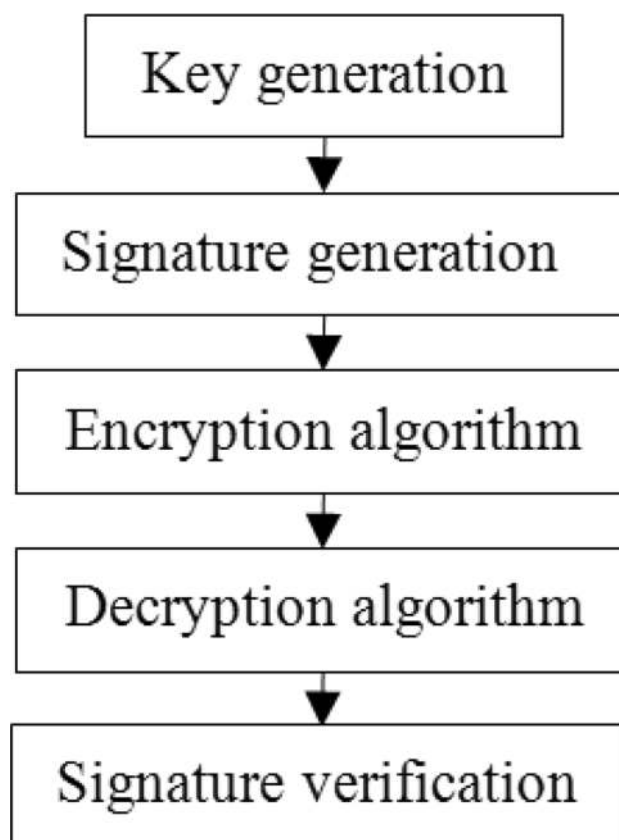 Key generation
Signature generation
Encryption algorithm
Decryption algorithm
Signature verification